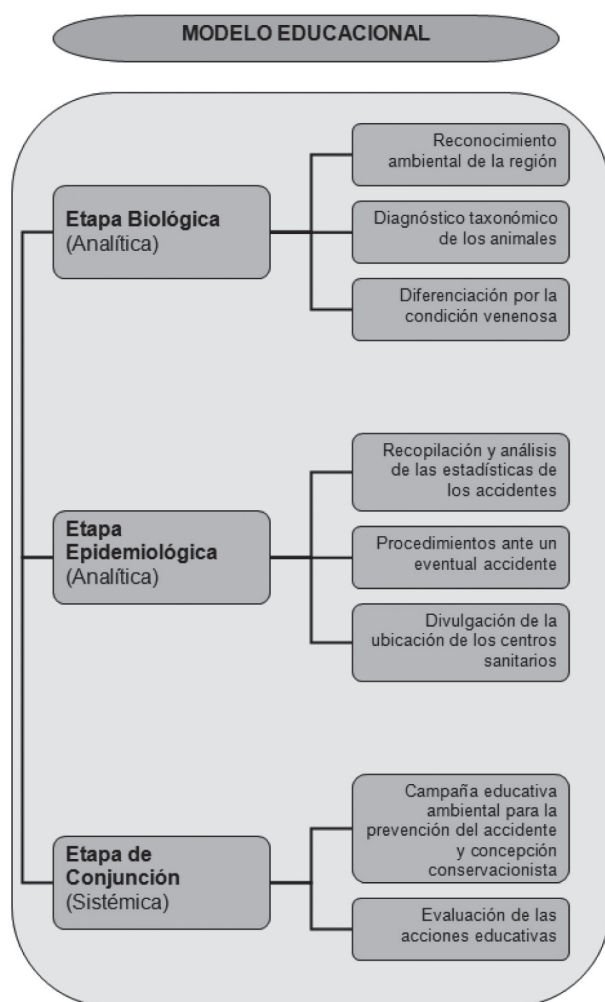 MODELO EDUCACIONAL
Etapa Biológica
(Analítica)
Reconocimiento
ambiental de la región
Diagnóstico taxonómico
de los animales
Diferenciación por la
condición venenosa
Etapa
Epidemiológica
(Analítica)
Recopilación y análisis
de las estadísticas de
los accidentes
Procedimientos ante un
eventual accidente
Divulgación de la
ubicación de los centros
sanitarios
Etapa de
Conjunción
(Sistémica)
Campaña educativa
ambiental para la
prevención del accidente
y concepción
conservacionista
Evaluación de las
acciones educativas